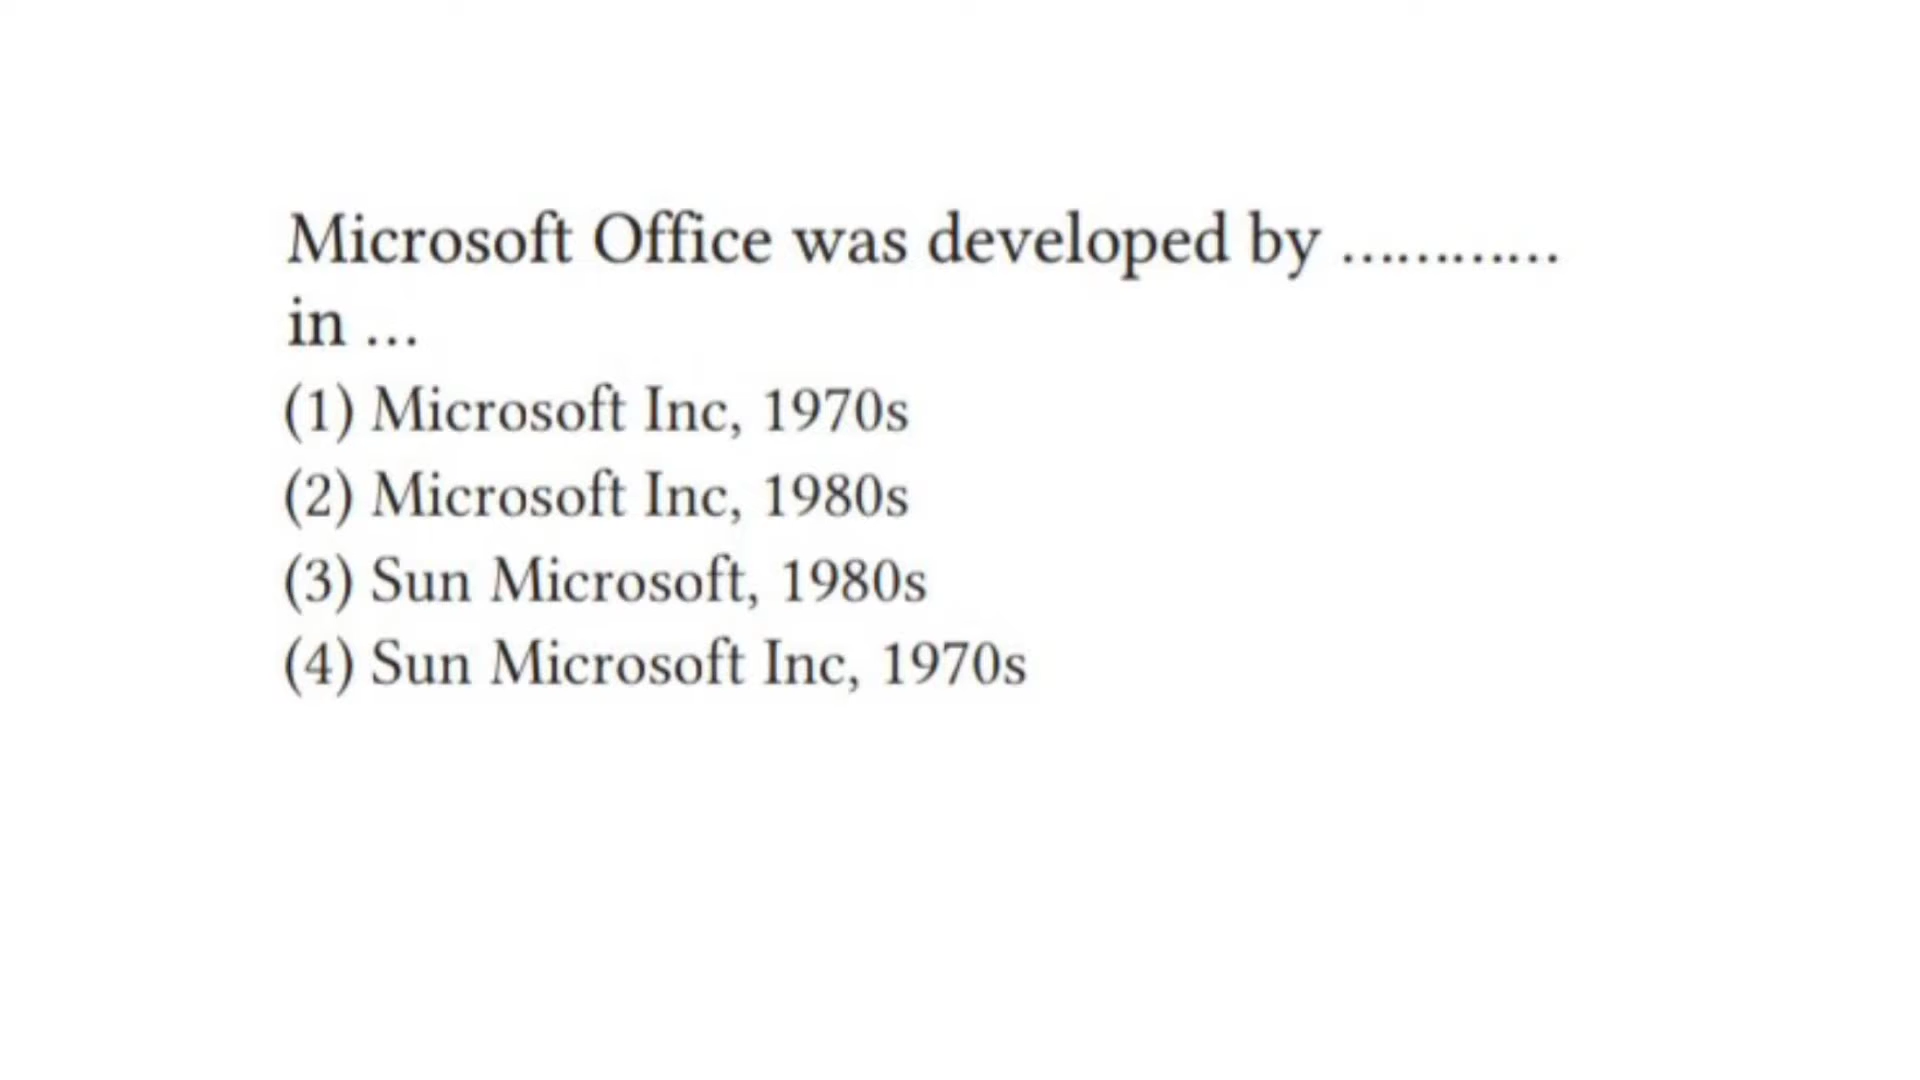 Microsoft Office was developed by ............
in ...
(1) Microsoft Inc, 1970s
(2) Microsoft Inc, 1980s
(3) Sun Microsoft, 1980s
(4) Sun Microsoft Inc, 1970s